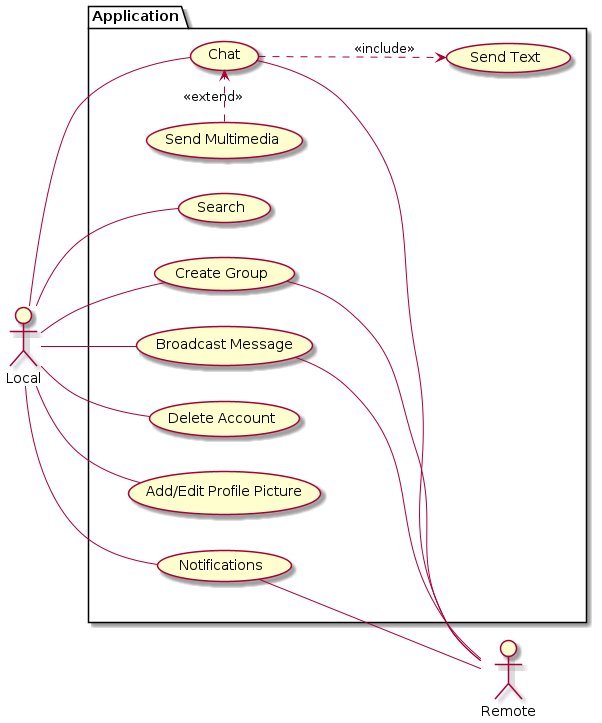 Application
Chat
«include»
Send Text
«extend»
Send Multimedia
Search
Create Group
Broadcast Message
Local
Delete Account
Add/Edit Profile Picture
Notifications
Remote